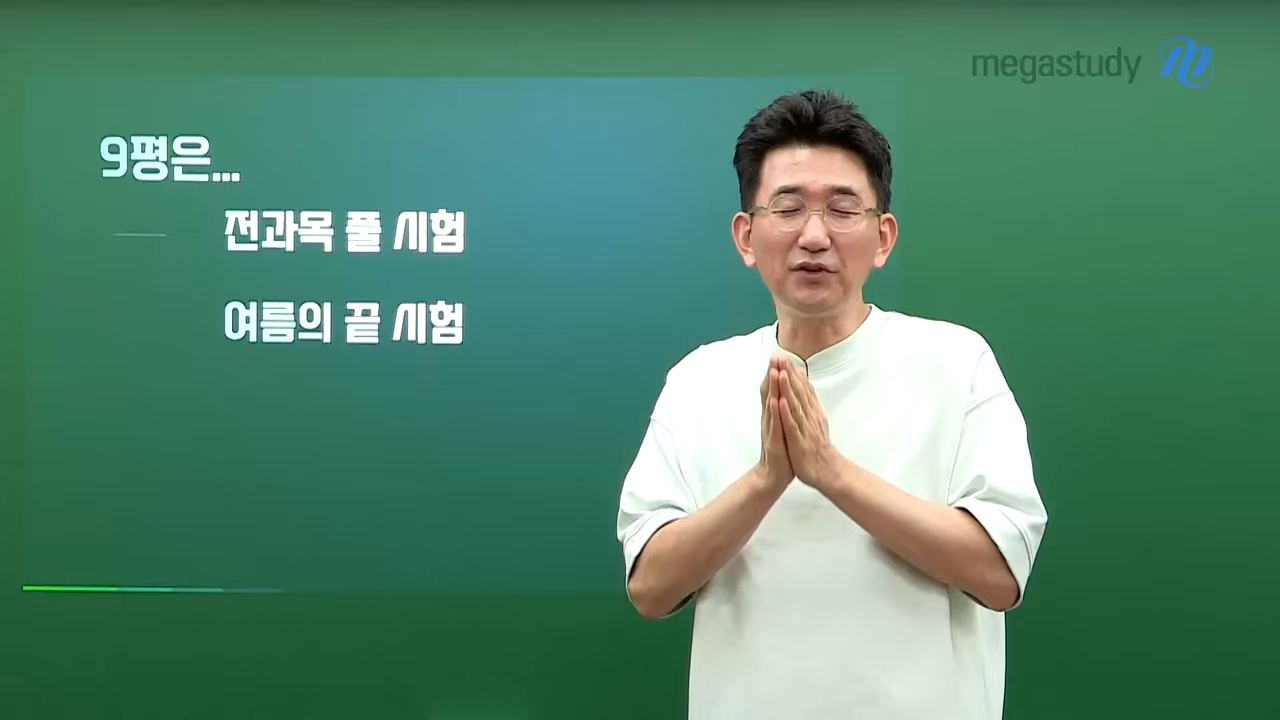 megastudy
9평은...
전과목 풀 시험
여름의 끝 시험